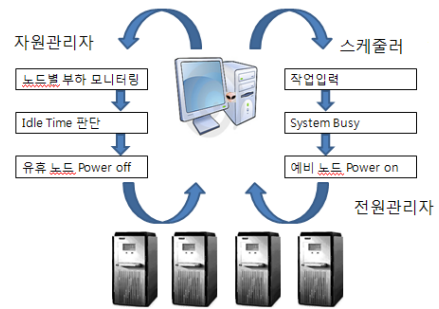 자원관리자
스케줄러
노드별 부하 모니터링
작업입력
Idle Time 판단
System Busy
유휴 노드 Power off
예비 노드 Power on
전원관리자